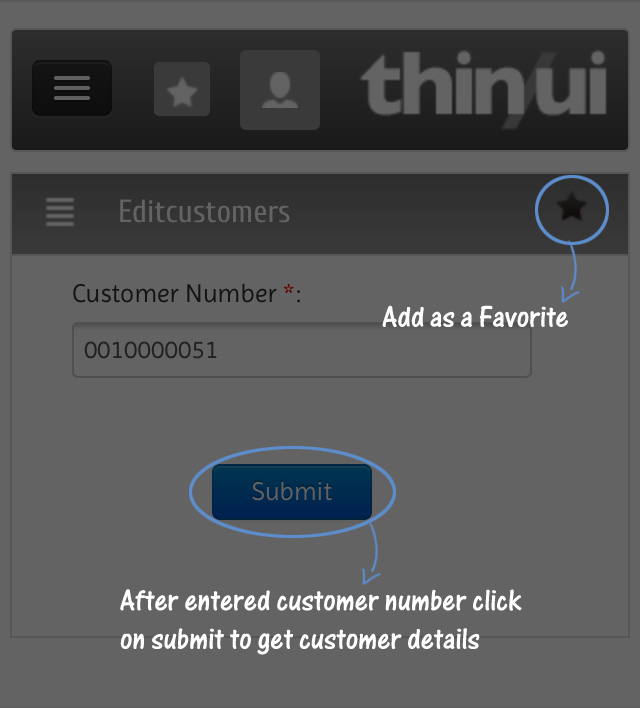 thinui
Editcustomers
Customer Number *:
Add as a Favorite
0010000051
Submit
After entered customer number click
on submit to get customer details